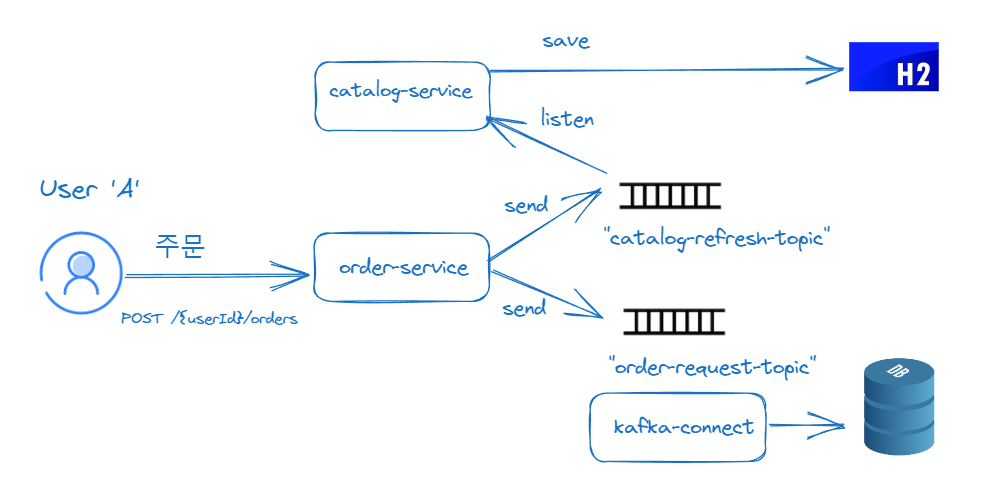 save
H2
catalog-service
listen
User 'A'
send
"catalog-refresh-topic"
주문
order-service
send
POST /{userId}/orders
"order-request-topic"
DB
kafka-connect